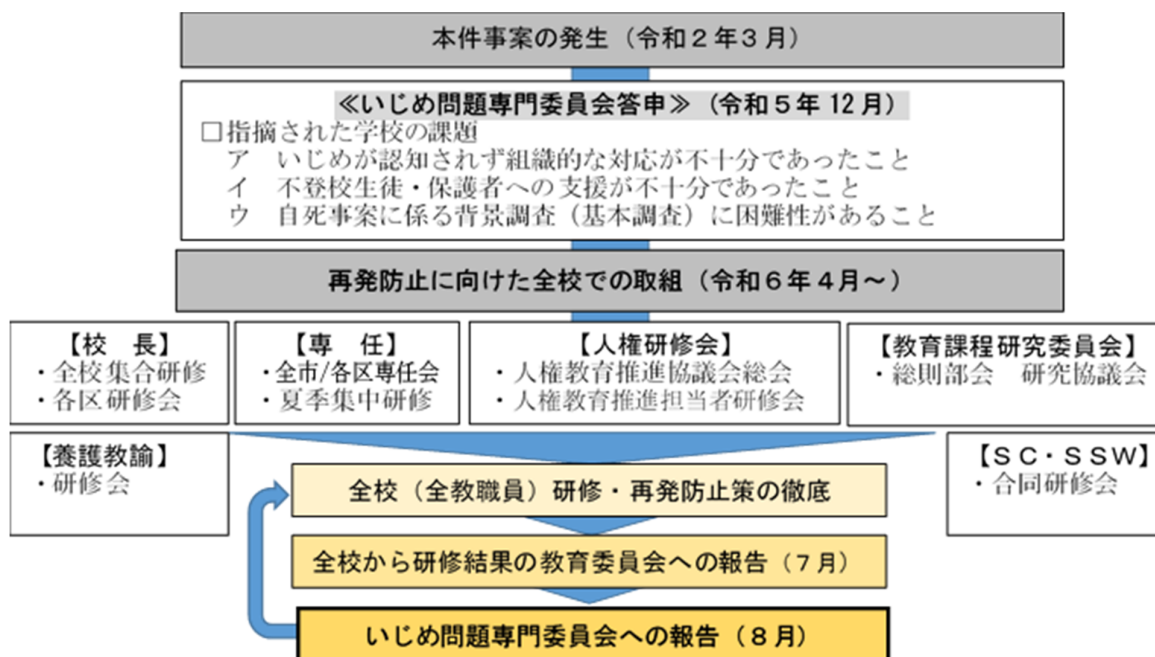 本件事案の発生（令和２年３月）
≪いじめ問題専門委員会答申≫（令和５年 12 月）
□指摘された学校の課題
ア　いじめが認知されず組織的な対応が不十分であったこと
イ　不登校生徒・保護者への支援が不十分であったこと
ウ　自死事案に係る背景調査（基本調査）に困難性があること
再発防止に向けた全校での取組（令和６年４月～）
【校　長】
・全校集合研修
・各区研修会
【専　任】
・全市/各区専任会
・夏季集中研修
【人権研修会】
・人権教育推進協議会総会
・人権教育推進担当者研修会
【教育課程研究委員会】
・総則部会　研究協議会
【養護教諭】
・研修会
【ＳＣ・ＳＳＷ】
・合同研修会
全校（全教職員）研修・再発防止策の徹底
全校から研修結果の教育委員会への報告（７月）
いじめ問題専門委員会への報告（８月）